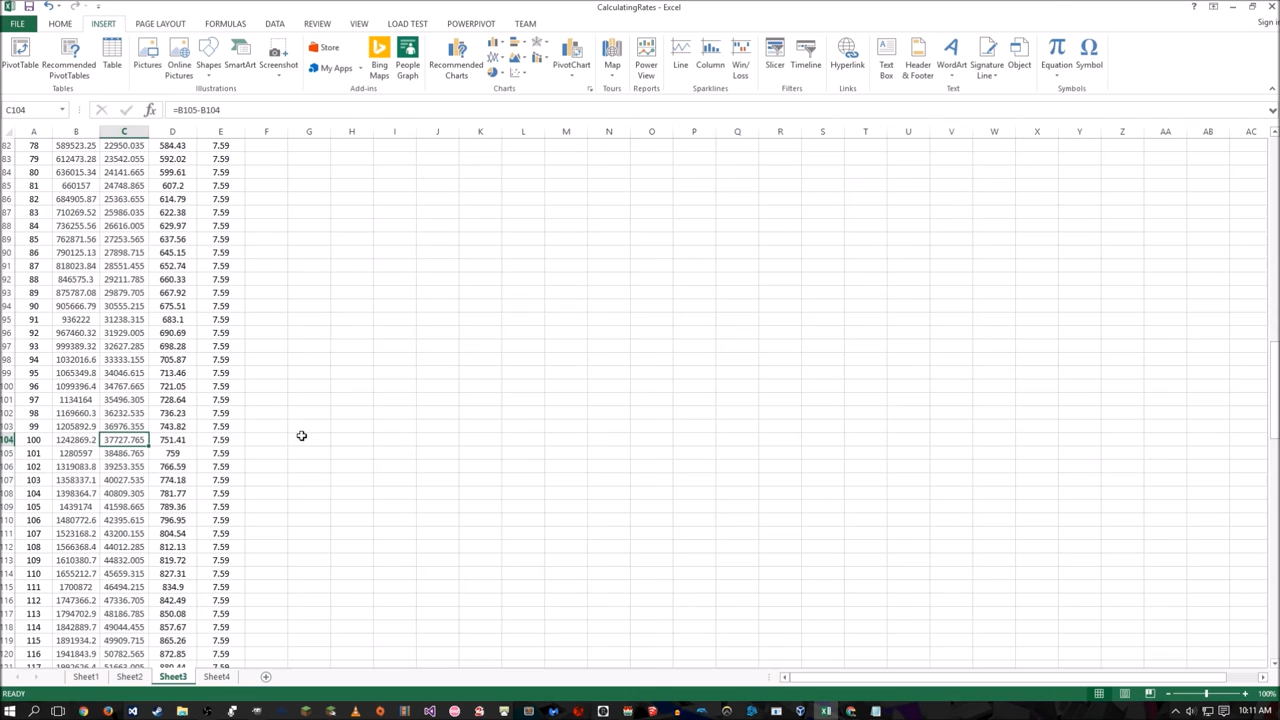 CalculatingRates - Excel
Sign i
FILE HOME INSERT PAGE LAYOUT FORMULAS DATA REVIEW VIEW LOAD TEST POWERPIVOT TEAM
PivotTable Recommended PivotTables Table Pictures Online Pictures Shapes SmartArt Screenshot Store My Apps Bing Maps People Graph Recommended Charts PivotChart Map Power View Line Column Win/Loss Slicer Timeline Hyperlink Text Box Header & Footer WordArt Signature Line Object Equation Symbol
Tables Illustrations Add-ins Charts Tours Reports Sparklines Filters Links Text Symbols
C104 =B105-B104
A B C D E F G H I J K L M N O P Q R S T U V W X Y Z AA AB AC
82 78 589523.25 22950.035 584.43 7.59
83 79 612473.28 23542.055 592.02 7.59
84 80 636015.34 24141.665 599.61 7.59
85 81 660157 24748.865 607.2 7.59
86 82 684905.87 25363.655 614.79 7.59
87 83 710269.52 25986.035 622.38 7.59
88 84 736255.56 26616.005 629.97 7.59
89 85 762871.56 27253.565 637.56 7.59
90 86 790125.13 27898.715 645.15 7.59
91 87 818023.84 28551.455 652.74 7.59
92 88 846575.3 29211.785 660.33 7.59
93 89 875787.08 29879.705 667.92 7.59
94 90 905666.79 30555.215 675.51 7.59
95 91 936222 31238.315 683.1 7.59
96 92 967460.32 31929.005 690.69 7.59
97 93 999389.32 32627.285 698.28 7.59
98 94 1032016.6 33333.155 705.87 7.59
99 95 1065349.8 34046.615 713.46 7.59
100 96 1099396.4 34767.665 721.05 7.59
101 97 1134164 35496.305 728.64 7.59
102 98 1169660.3 36232.535 736.23 7.59
103 99 1205892.9 36976.355 743.82 7.59
104 100 1242869.2 37727.765 751.41 7.59
105 101 1280597 38486.765 759 7.59
106 102 1319083.8 39253.355 766.59 7.59
107 103 1358337.1 40027.535 774.18 7.59
108 104 1398364.7 40809.305 781.77 7.59
109 105 1439174 41598.665 789.36 7.59
110 106 1480772.6 42395.615 796.95 7.59
111 107 1523168.2 43200.155 804.54 7.59
112 108 1566368.4 44012.285 812.13 7.59
113 109 1610380.7 44832.005 819.72 7.59
114 110 1655212.7 45659.315 827.31 7.59
115 111 1700872 46494.215 834.9 7.59
116 112 1747366.2 47336.705 842.49 7.59
117 113 1794702.9 48186.785 850.08 7.59
118 114 1842889.7 49044.455 857.67 7.59
119 115 1891934.2 49909.715 865.26 7.59
120 116 1941843.9 50782.565 872.85 7.59
121 117 1992626.4 51663.005 880.44 7.59
Sheet1 Sheet2 Sheet3 Sheet4
READY 100%
10:11 AM